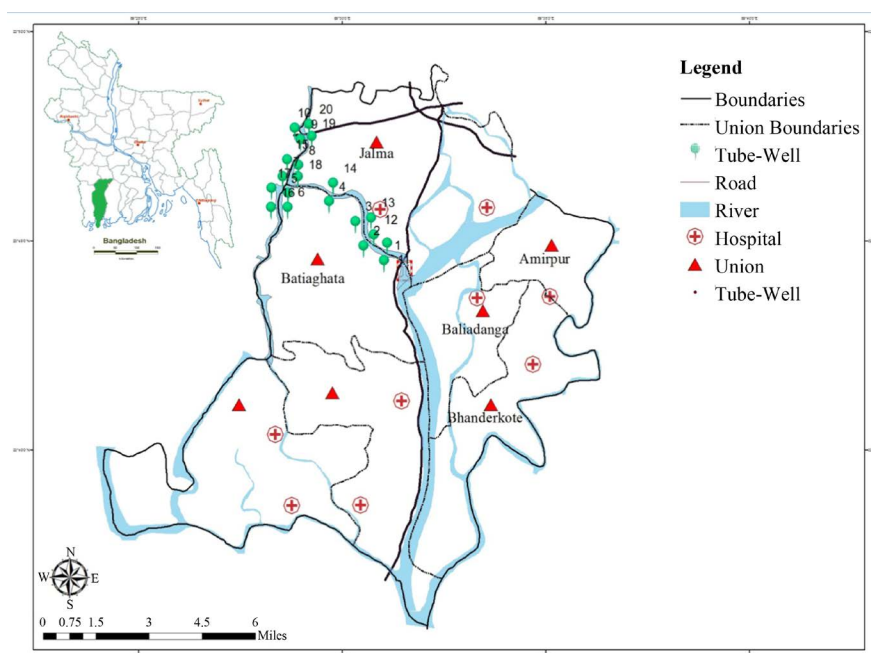 Bangladesh
Legend
Boundaries
Union Boundaries
Tube-Well
Road
River
Hospital
Union
Tube-Well
10
20
9
19
8
18
14
5
16
6
4
3
13
12
2
1
Jalma
Batiaghata
Amirpur
Baliadanga
Bhanderkote
N
W
E
S
0 0.75 1.5 3 4.5 6
Miles